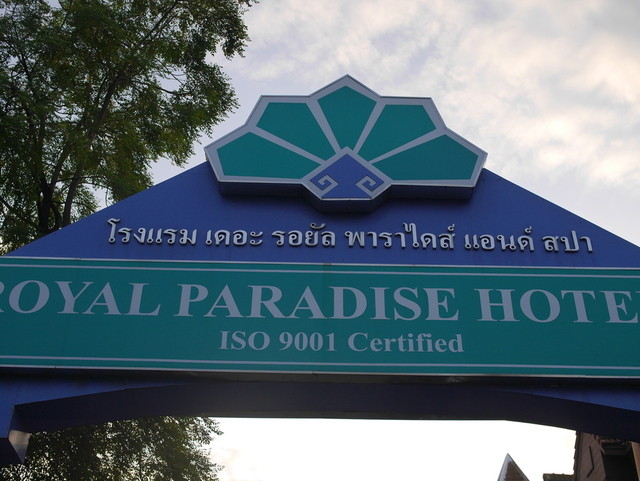 โรงแรม เดอะ รอยัล พาราไดส์ แอนด์ สปา
ROYAL PARADISE HOTE
ISO 9001 Certified